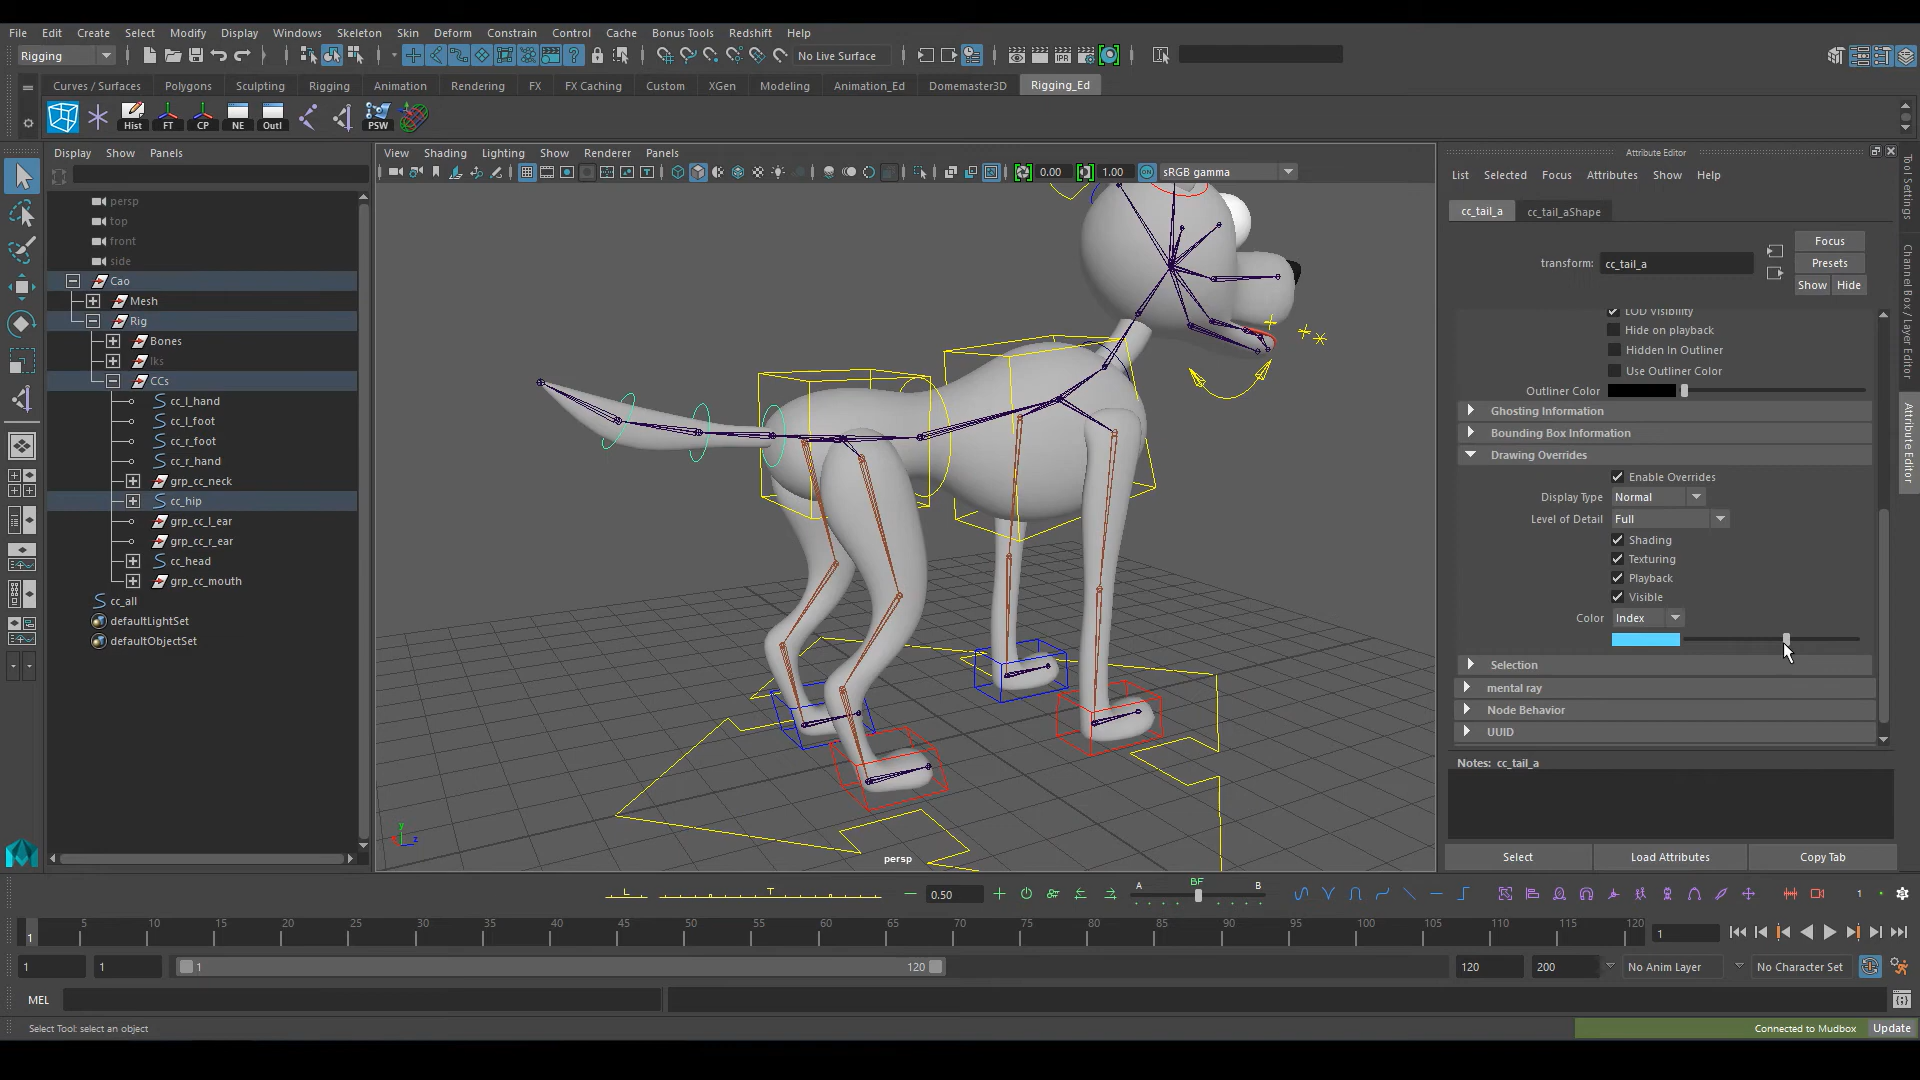 File Edit Create Select Modify Display Windows Skeleton Skin Deform Constrain Control Cache Bonus Tools Redshift Help
Rigging No Live Surface
Curves / Surfaces Polygons Sculpting Rigging Animation Rendering FX FX Caching Custom XGen Modeling Animation_Ed Domemaster3D Rigging_Ed
Hist FT CP NE Outl PSW
Display Show Panels
View Shading Lighting Show Renderer Panels
0.00 1.00 sRGB gamma
persp
top
front
side
Cao
Mesh
Rig
Bones
Iks
CCs
cc_l_hand
cc_l_foot
cc_r_foot
cc_r_hand
grp_cc_neck
cc_hip
grp_cc_l_ear
grp_cc_r_ear
cc_head
grp_cc_mouth
cc_all
defaultLightSet
defaultObjectSet
y
z
persp
Attribute Editor
List Selected Focus Attributes Show Help
cc_tail_a cc_tail_aShape
Focus
transform: cc_tail_a Presets
Show Hide
LOD Visibility
Hide on playback
Hidden In Outliner
Use Outliner Color
Outliner Color
Ghosting Information
Bounding Box Information
Drawing Overrides
Enable Overrides
Display Type Normal
Level of Detail Full
Shading
Texturing
Playback
Visible
Color Index
Selection
mental ray
Node Behavior
UUID
Notes: cc_tail_a
Select Load Attributes Copy Tab
Tool Settings
Channel Box / Layer Editor
Attribute Editor
L T 0.50 A BF B 1
1 5 10 15 20 25 30 35 40 45 50 55 60 65 70 75 80 85 90 95 100 105 110 115 120 1
1 1 1 120 120 200 No Anim Layer No Character Set
MEL
Select Tool: select an object Connected to Mudbox Update